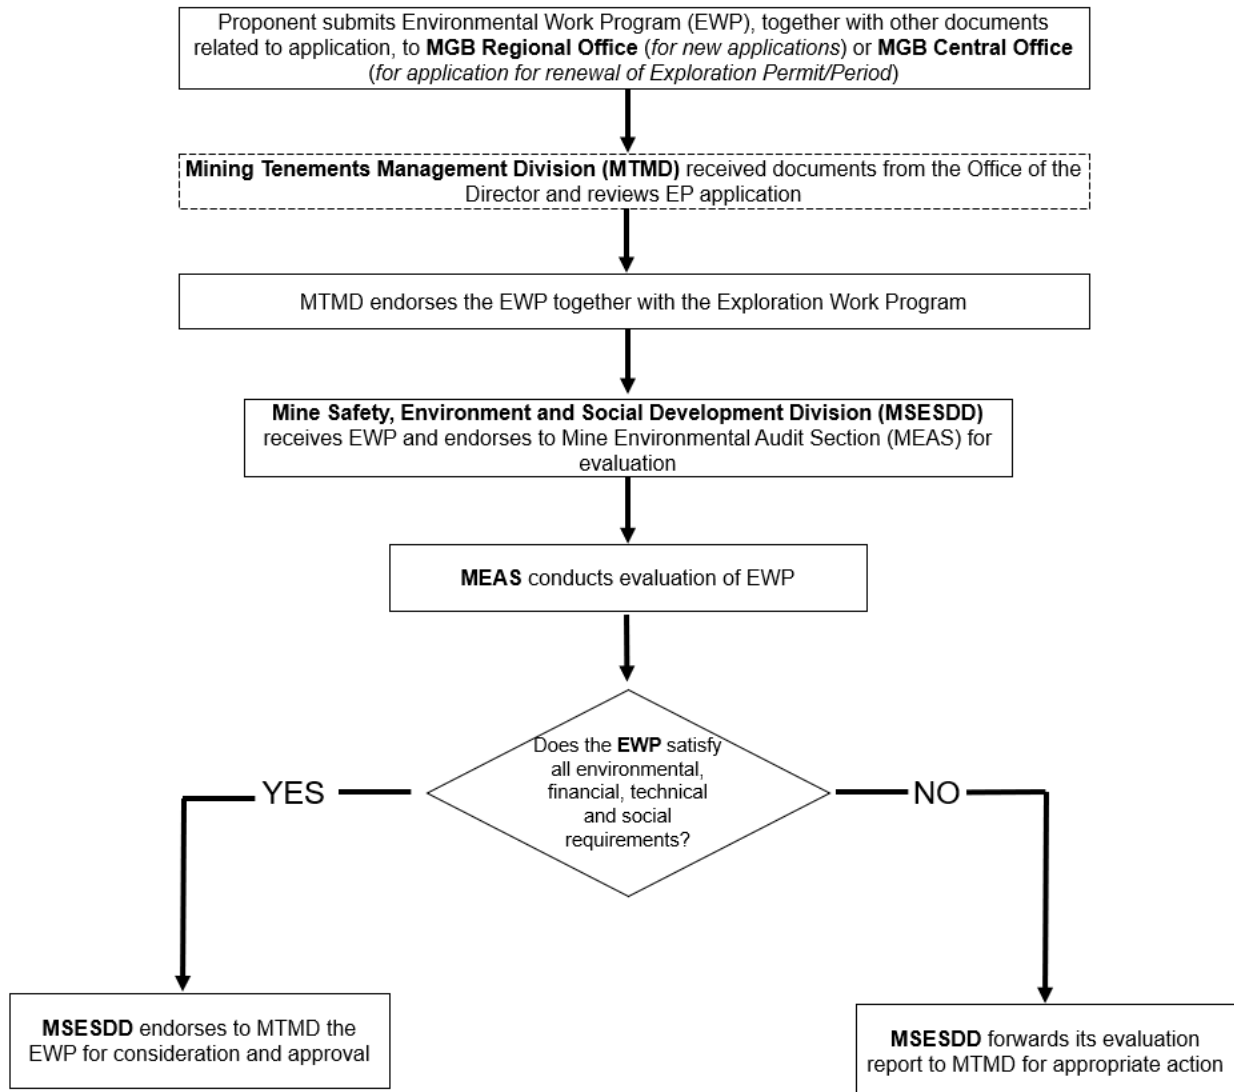 Proponent submits Environmental Work Program (EWP), together with other documents
related to application, to MGB Regional Office (for new applications) or MGB Central Office
(for application for renewal of Exploration Permit/Period)
Mining Tenements Management Division (MTMD) received documents from the Office of the
Director and reviews EP application
MTMD endorses the EWP together with the Exploration Work Program
Mine Safety, Environment and Social Development Division (MSESDD)
receives EWP and endorses to Mine Environmental Audit Section (MEAS) for
evaluation
MEAS conducts evaluation of EWP
Does the EWP satisfy
all environmental,
financial, technical
and social
requirements?
YES
NO
MSESDD endorses to MTMD the
EWP for consideration and approval
MSESDD forwards its evaluation
report to MTMD for appropriate action